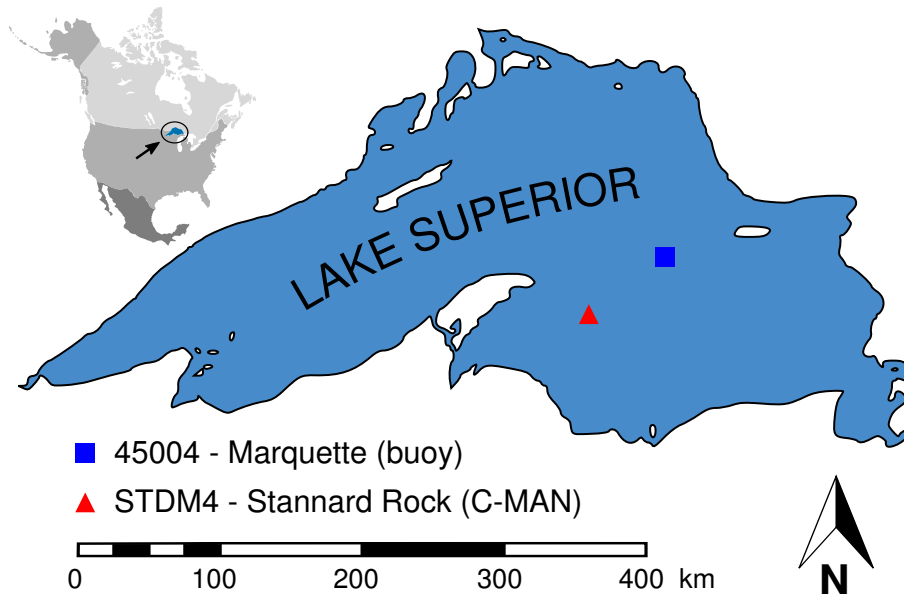 LAKE SUPERIOR
45004 - Marquette (buoy)
STDM4 - Stannard Rock (C-MAN)
0 100 200 300 400 km
N